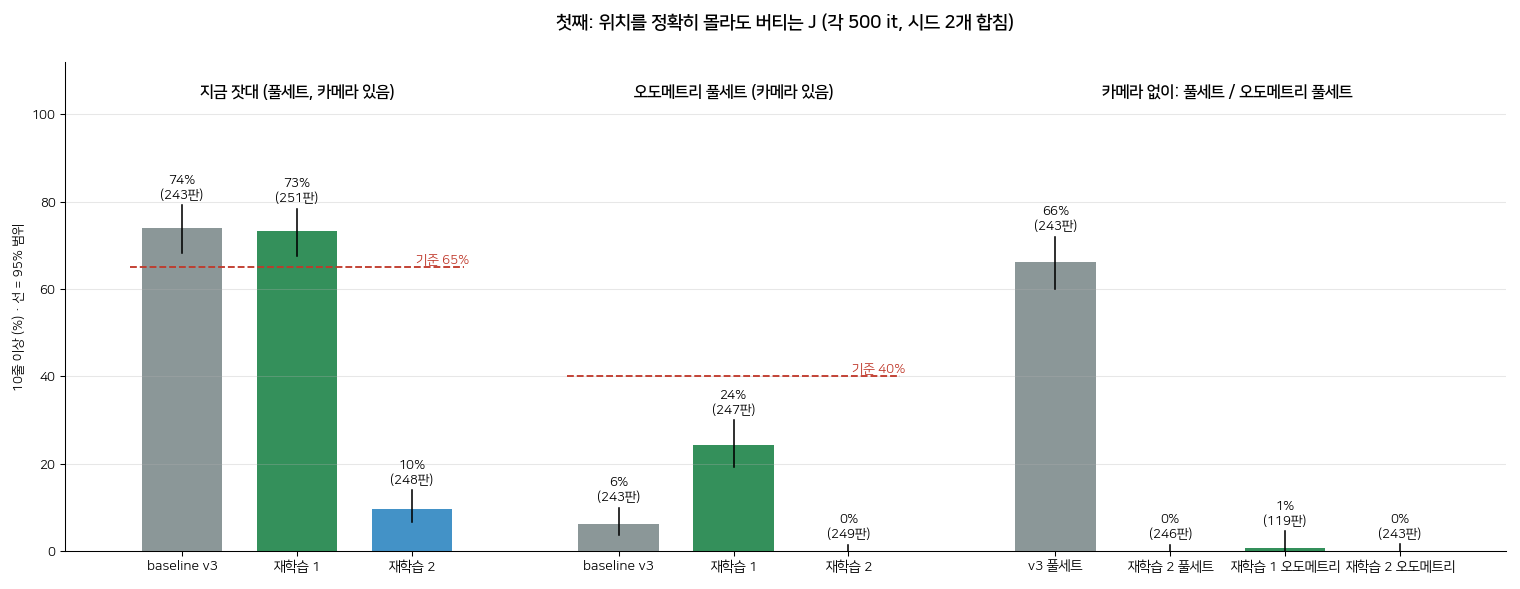 첫째: 위치를 정확히 몰라도 버티는 J (각 500 it, 시드 2개 합침)
지금 잣대 (풀세트, 카메라 있음)
오도메트리 풀세트 (카메라 있음)
카메라 없이: 풀세트 / 오도메트리 풀세트
10줄 이상 (%) · 선 = 95% 범위
100
80
60
40
20
0
74%
(243판)
73%
(251판)
10%
(248판)
기준 65%
6%
(243판)
24%
(247판)
0%
(249판)
기준 40%
66%
(243판)
0%
(246판)
1%
(119판)
0%
(243판)
baseline v3
재학습 1
재학습 2
baseline v3
재학습 1
재학습 2
v3 풀세트
재학습 2 풀세트
재학습 1 오도메트리
재학습 2 오도메트리